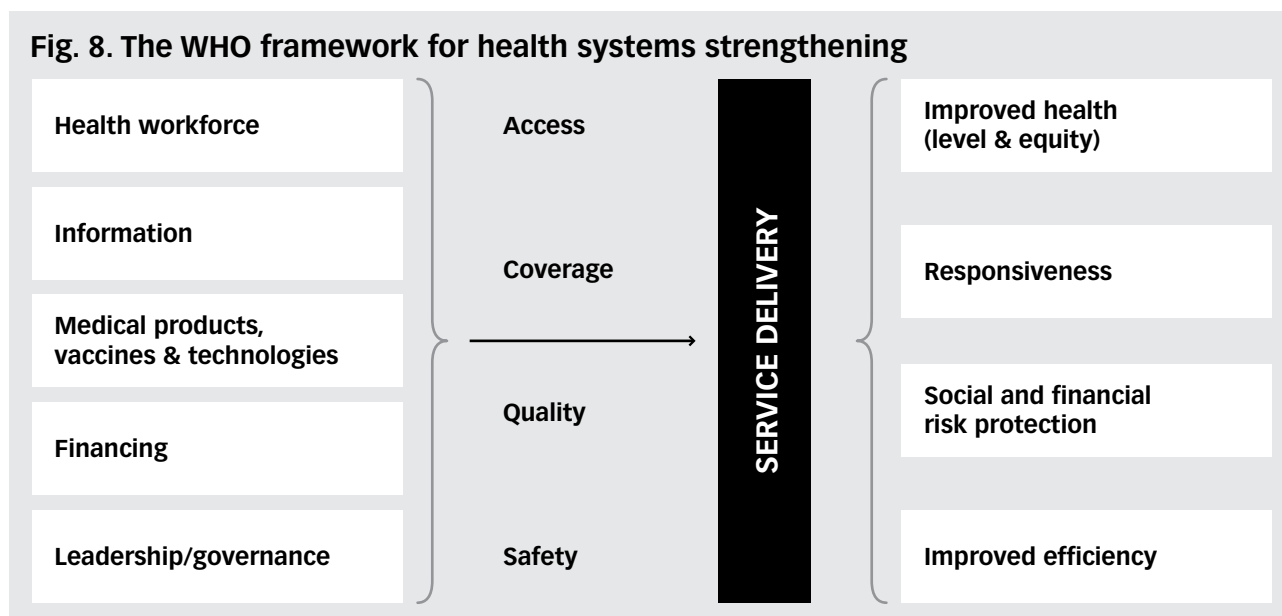 Fig. 8. The WHO framework for health systems strengthening
Health workforce
Information
Medical products,
vaccines & technologies
Financing
Leadership/governance
Access
Coverage
Quality
Safety
SERVICE DELIVERY
Improved health
(level & equity)
Responsiveness
Social and financial
risk protection
Improved efficiency